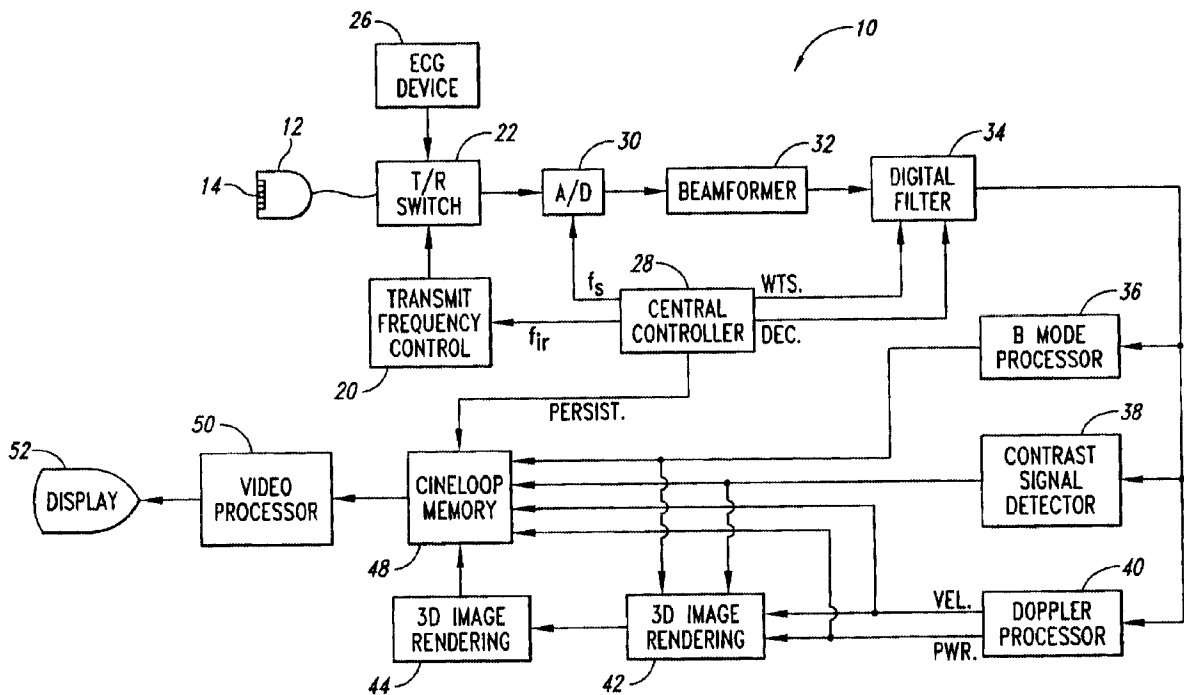 26
ECG
DEVICE
10
12
14
22
T/R
SWITCH
30
A/D
32
BEAMFORMER
34
DIGITAL
FILTER
28
CENTRAL
CONTROLLER
fs
fir
WTS.
DEC.
TRANSMIT
FREQUENCY
CONTROL
20
PERSIST.
36
B MODE
PROCESSOR
52
DISPLAY
50
VIDEO
PROCESSOR
CINELOOP
MEMORY
48
38
CONTRAST
SIGNAL
DETECTOR
3D IMAGE
RENDERING
44
3D IMAGE
RENDERING
42
VEL.
PWR.
40
DOPPLER
PROCESSOR